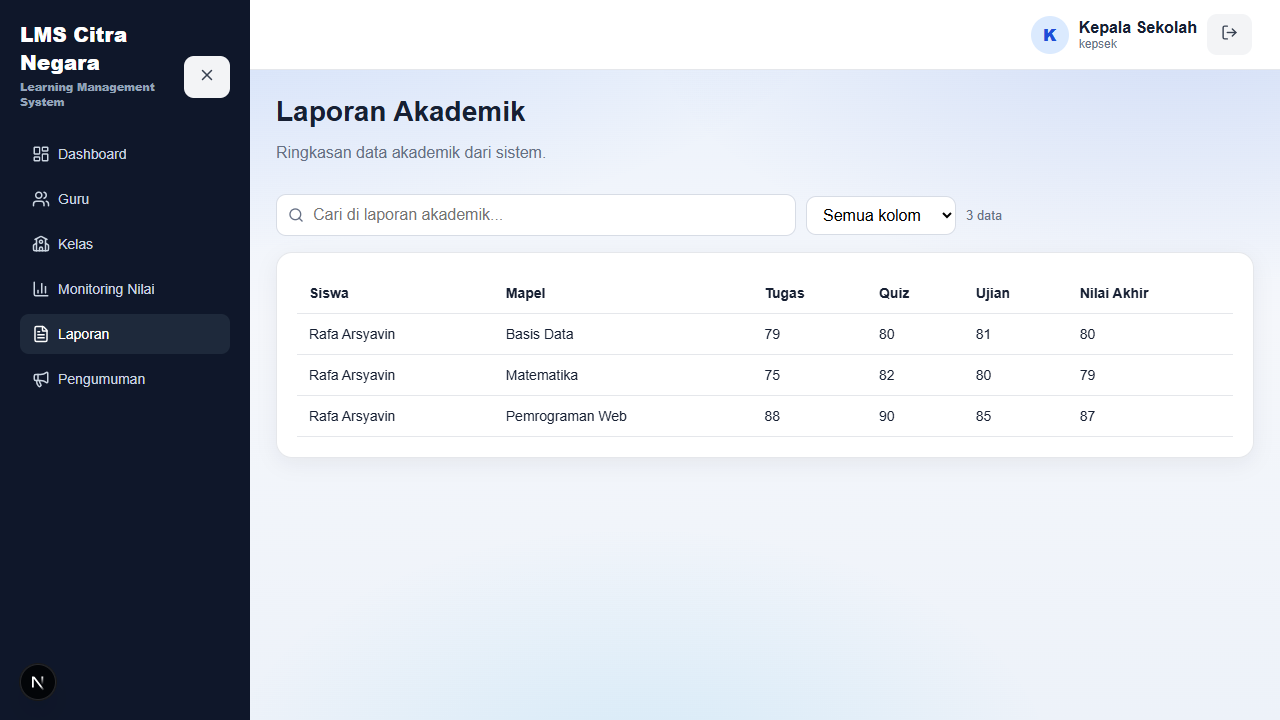 LMS Citra
Negara
Learning Management
System
Dashboard
Guru
Kelas
Monitoring Nilai
Laporan
Pengumuman
N
K
Kepala Sekolah
kepsek
Laporan Akademik
Ringkasan data akademik dari sistem.
Cari di laporan akademik...
Semua kolom
3 data
Siswa Mapel Tugas Quiz Ujian Nilai Akhir
Rafa Arsyavin Basis Data 79 80 81 80
Rafa Arsyavin Matematika 75 82 80 79
Rafa Arsyavin Pemrograman Web 88 90 85 87